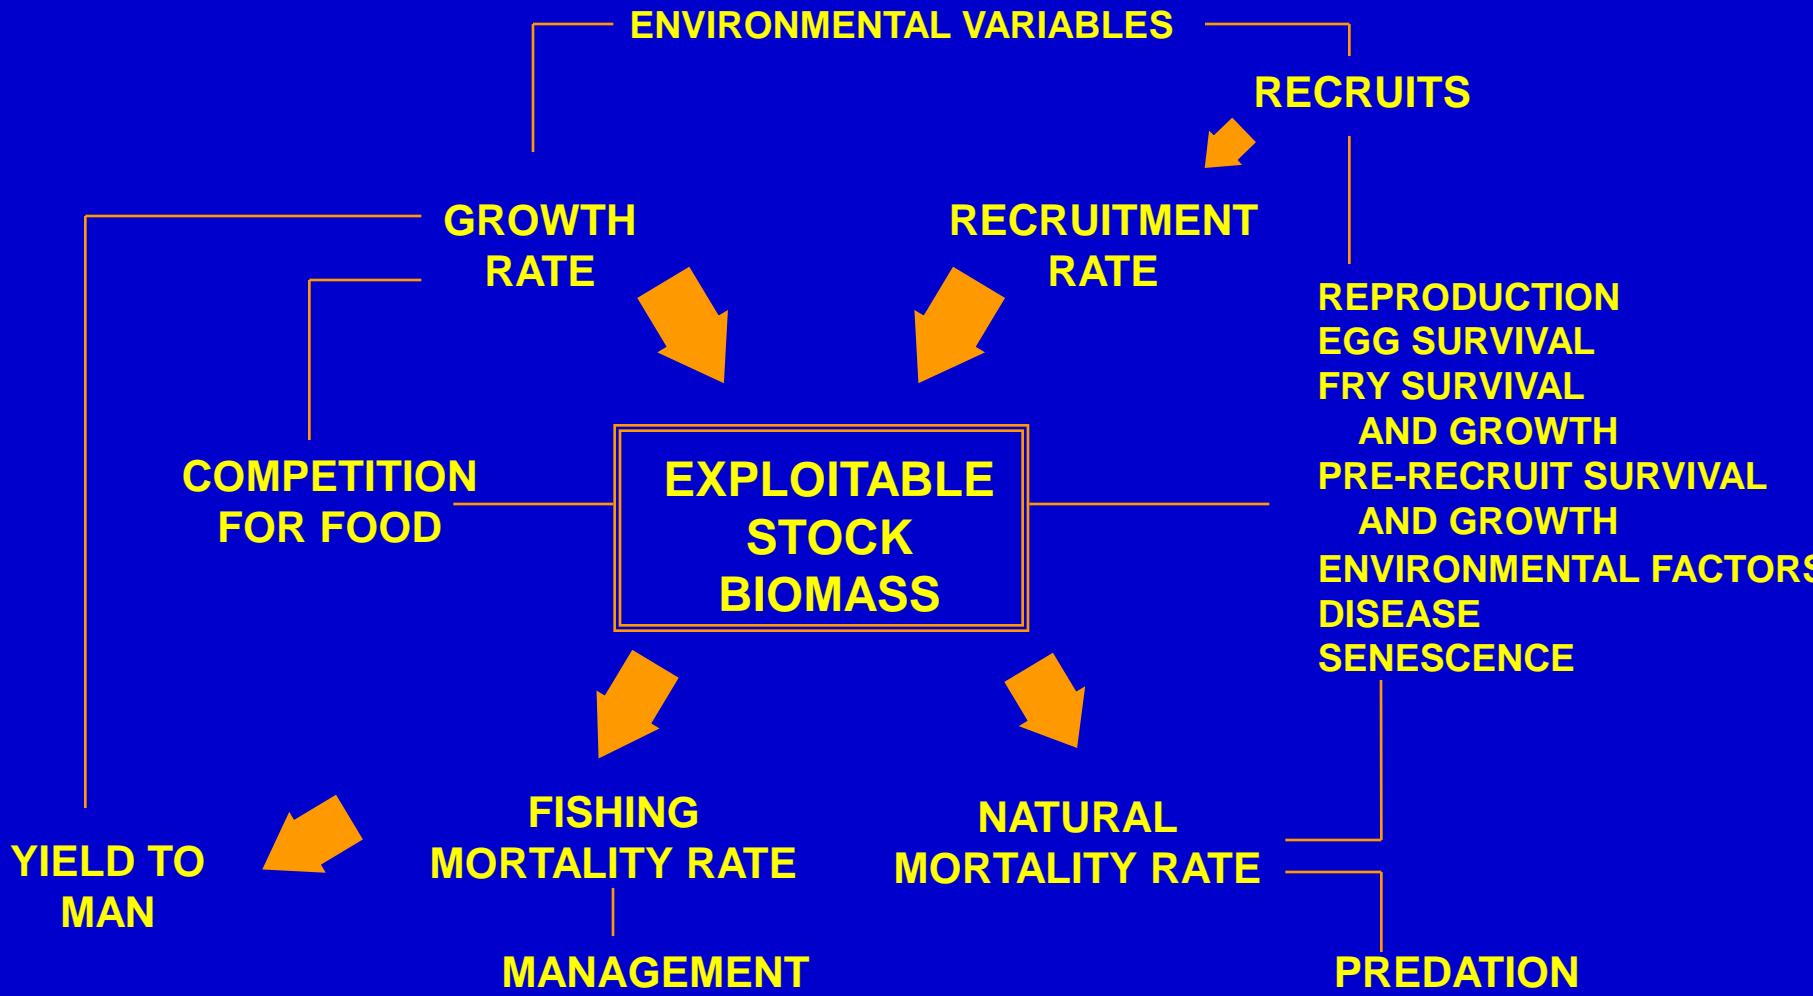 ENVIRONMENTAL VARIABLES
RECRUITS
GROWTH
RATE
RECRUITMENT
RATE
REPRODUCTION
EGG SURVIVAL
FRY SURVIVAL
AND GROWTH
PRE-RECRUIT SURVIVAL
AND GROWTH
ENVIRONMENTAL FACTORS
DISEASE
SENESCENCE
COMPETITION
FOR FOOD
EXPLOITABLE
STOCK
BIOMASS
FISHING
MORTALITY RATE
NATURAL
MORTALITY RATE
YIELD TO
MAN
MANAGEMENT
PREDATION